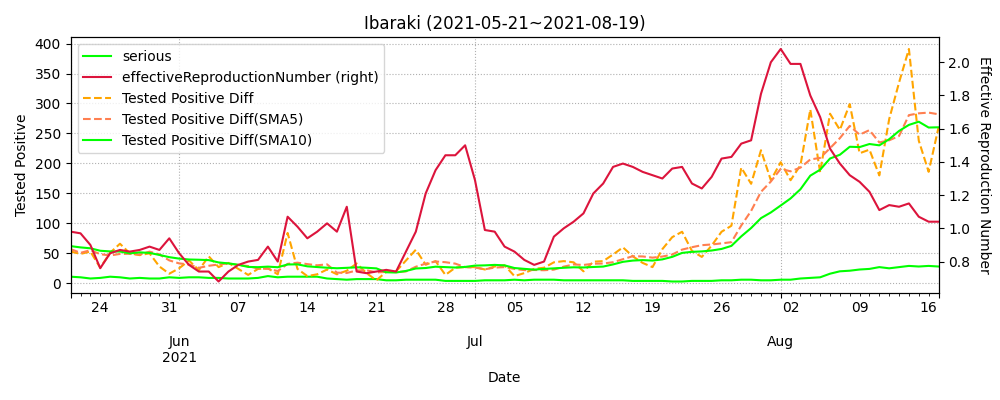 Ibaraki (2021-05-21~2021-08-19)
serious
effectiveReproductionNumber (right)
Tested Positive Diff
Tested Positive Diff(SMA5)
Tested Positive Diff(SMA10)
Tested Positive
400
350
300
250
200
150
100
50
0
2.0
1.8
1.6
1.4
1.2
1.0
0.8
Effective Reproduction Number
24 31 07 14 21 28 05 12 19 26 02 09 16
Jun Jul Aug
2021
Date